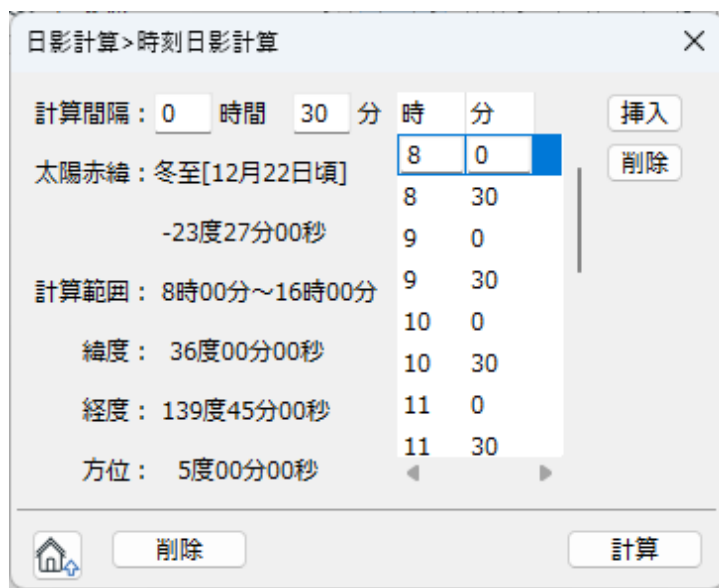 日影計算>時刻日影計算
計算間隔： 0 時間 30 分
太陽赤緯：冬至[12月22日頃]
-23度27分00秒
計算範囲： 8時00分～16時00分
緯度： 36度00分00秒
経度： 139度45分00秒
方位： 5度00分00秒
時 分
8 0
8 30
9 0
9 30
10 0
10 30
11 0
11 30
挿入
削除
削除
計算